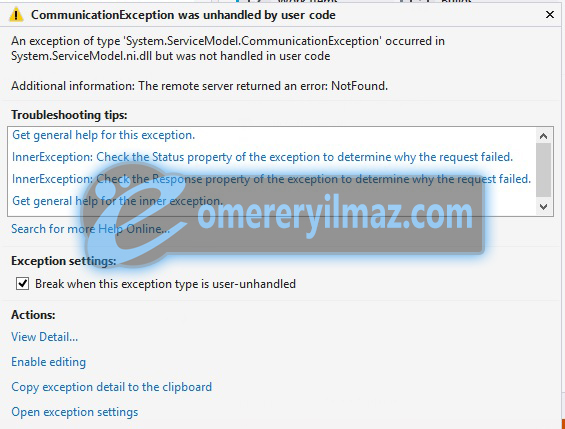 CommunicationException was unhandled by user code
An exception of type 'System.ServiceModel.CommunicationException' occurred in
System.ServiceModel.ni.dll but was not handled in user code
Additional information: The remote server returned an error: NotFound.
Troubleshooting tips:
Get general help for this exception.
InnerException: Check the Status property of the exception to determine why the request failed.
InnerException: Check the Response property of the exception to determine why the request failed.
Get general help for the inner exception.
omereryilmaz.com
Search for more Help Online...
Exception settings:
Break when this exception type is user-unhandled
Actions:
View Detail...
Enable editing
Copy exception detail to the clipboard
Open exception settings